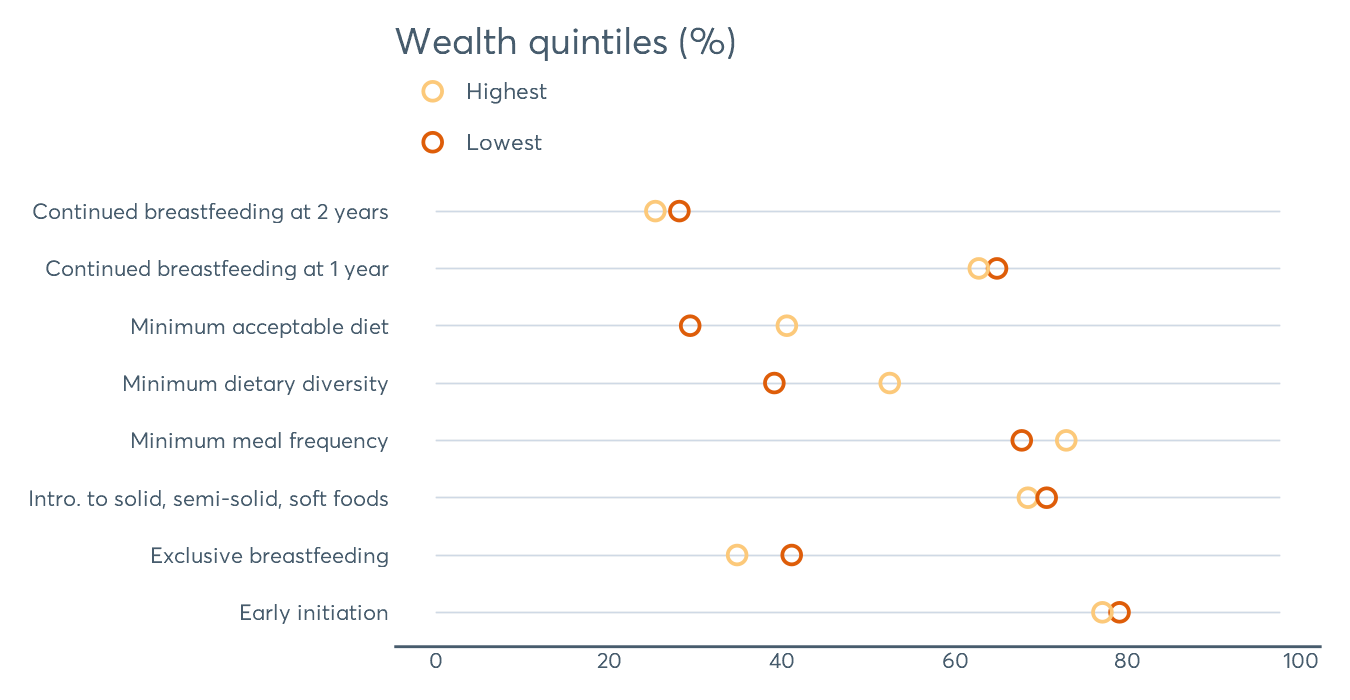 Wealth quintiles (%)
Highest
Lowest
Continued breastfeeding at 2 years
Continued breastfeeding at 1 year
Minimum acceptable diet
Minimum dietary diversity
Minimum meal frequency
Intro. to solid, semi-solid, soft foods
Exclusive breastfeeding
Early initiation
0 20 40 60 80 100